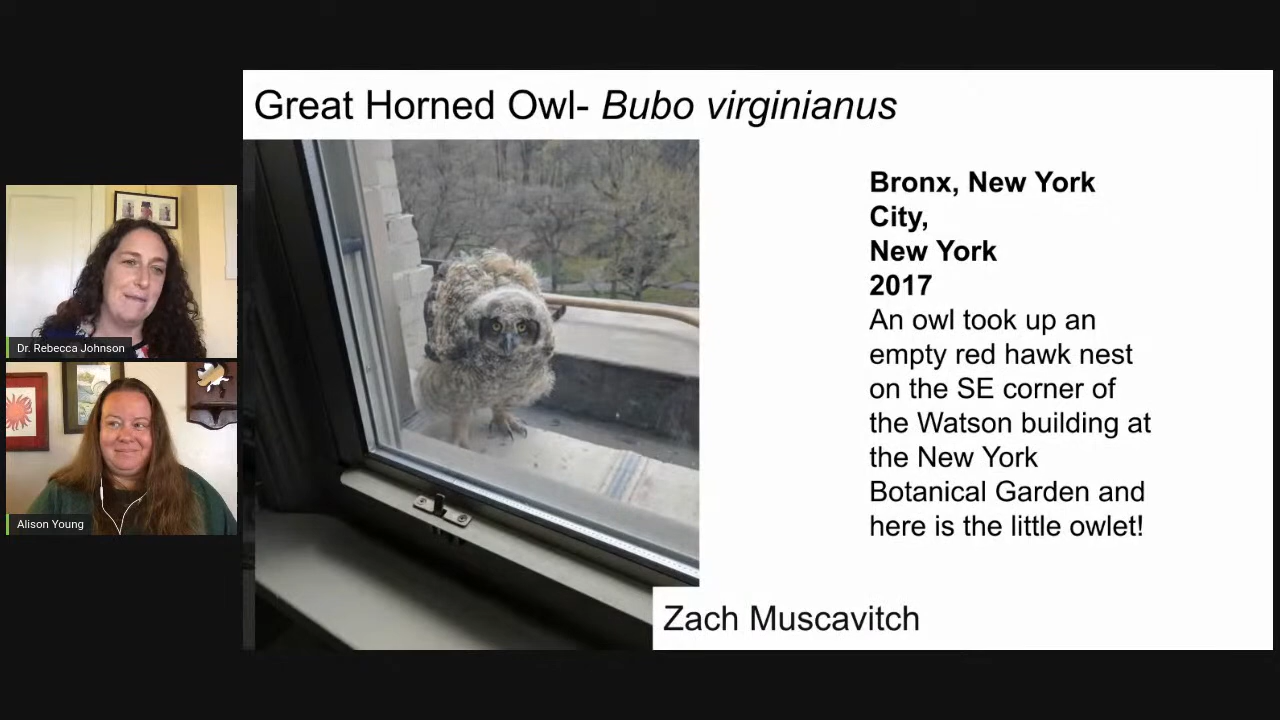 Great Horned Owl- Bubo virginianus
Bronx, New York
City,
New York
2017
An owl took up an
empty red hawk nest
on the SE corner of
the Watson building at
the New York
Botanical Garden and
here is the little owlet!
Zach Muscavitch
Dr. Rebecca Johnson
Alison Young